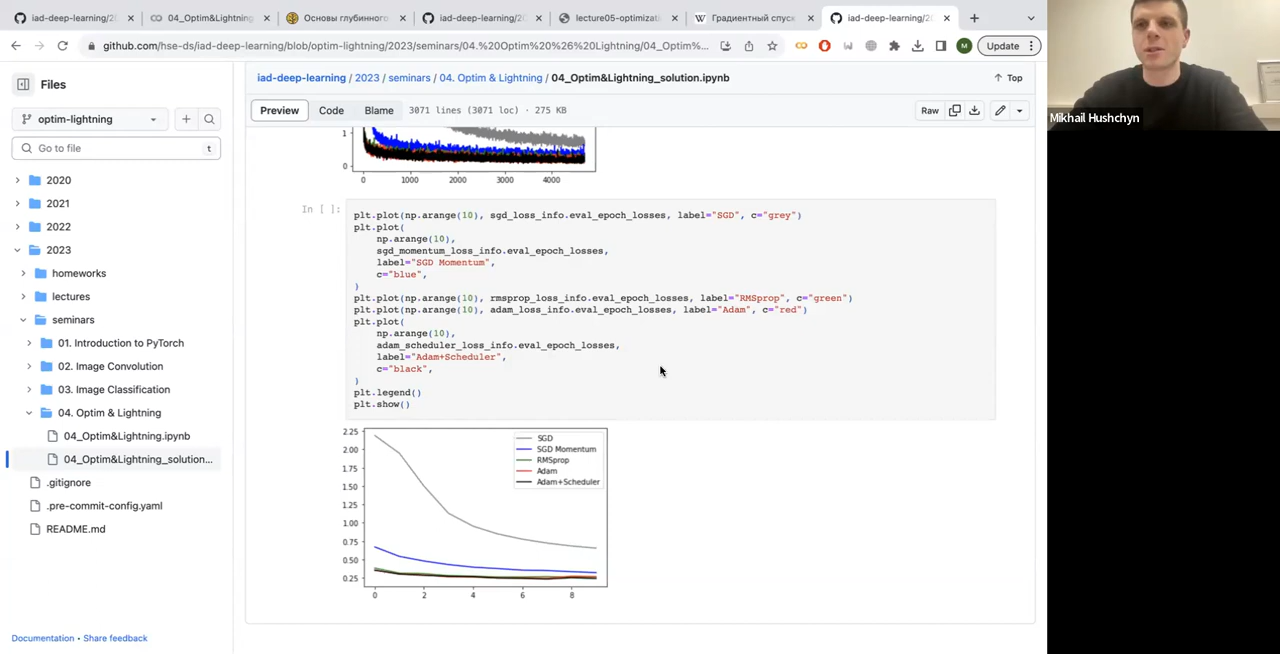 iad-deep-learning/202
04_Optim&Lightning
Основы глубинного
iad-deep-learning/202
lecture05-optimizati
Градиентный спуск
iad-deep-learning/202
github.com/hse-ds/iad-deep-learning/blob/optim-lightning/2023/seminars/04.%20Optim%20%26%20Lightning/04_Optim%...
M
Update
Mikhail Hushchyn
Files
optim-lightning
Go to file
t
2020
2021
2022
2023
homeworks
lectures
seminars
01. Introduction to PyTorch
02. Image Convolution
03. Image Classification
04. Optim & Lightning
04_Optim&Lightning.ipynb
04_Optim&Lightning_solution...
.gitignore
.pre-commit-config.yaml
README.md
Documentation • Share feedback
iad-deep-learning / 2023 / seminars / 04. Optim & Lightning / 04_Optim&Lightning_solution.ipynb
Top
Preview
Code
Blame
3071 lines (3071 loc) · 275 KB
Raw
1
0
0 1000 2000 3000 4000
In [ ]:
plt.plot(np.arange(10), sgd_loss_info.eval_epoch_losses, label="SGD", c="grey")
plt.plot(
np.arange(10),
sgd_momentum_loss_info.eval_epoch_losses,
label="SGD Momentum",
c="blue",
)
plt.plot(np.arange(10), rmsprop_loss_info.eval_epoch_losses, label="RMSprop", c="green")
plt.plot(np.arange(10), adam_loss_info.eval_epoch_losses, label="Adam", c="red")
plt.plot(
np.arange(10),
adam_scheduler_loss_info.eval_epoch_losses,
label="Adam+Scheduler",
c="black",
)
plt.legend()
plt.show()
2.25
2.00
1.75
1.50
1.25
1.00
0.75
0.50
0.25
0 2 4 6 8
SGD
SGD Momentum
RMSprop
Adam
Adam+Scheduler